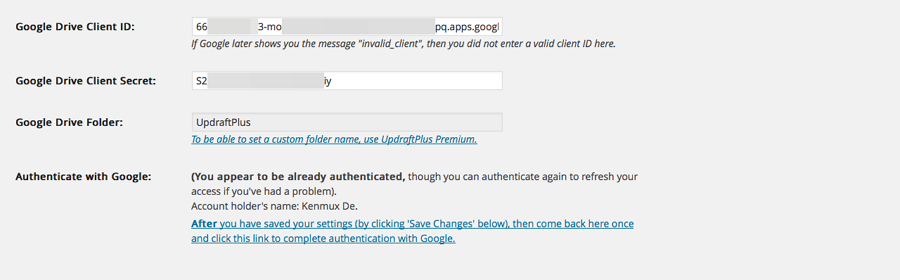 Google Drive Client ID: 66 3-mo pq.apps.googl
If Google later shows you the message "invalid_client", then you did not enter a valid client ID here.
Google Drive Client Secret: S2 iy
Google Drive Folder: UpdraftPlus
To be able to set a custom folder name, use UpdraftPlus Premium.
Authenticate with Google: (You appear to be already authenticated, though you can authenticate again to refresh your
access if you've had a problem).
Account holder's name: Kenmux De.
After you have saved your settings (by clicking 'Save Changes' below), then come back here once
and click this link to complete authentication with Google.